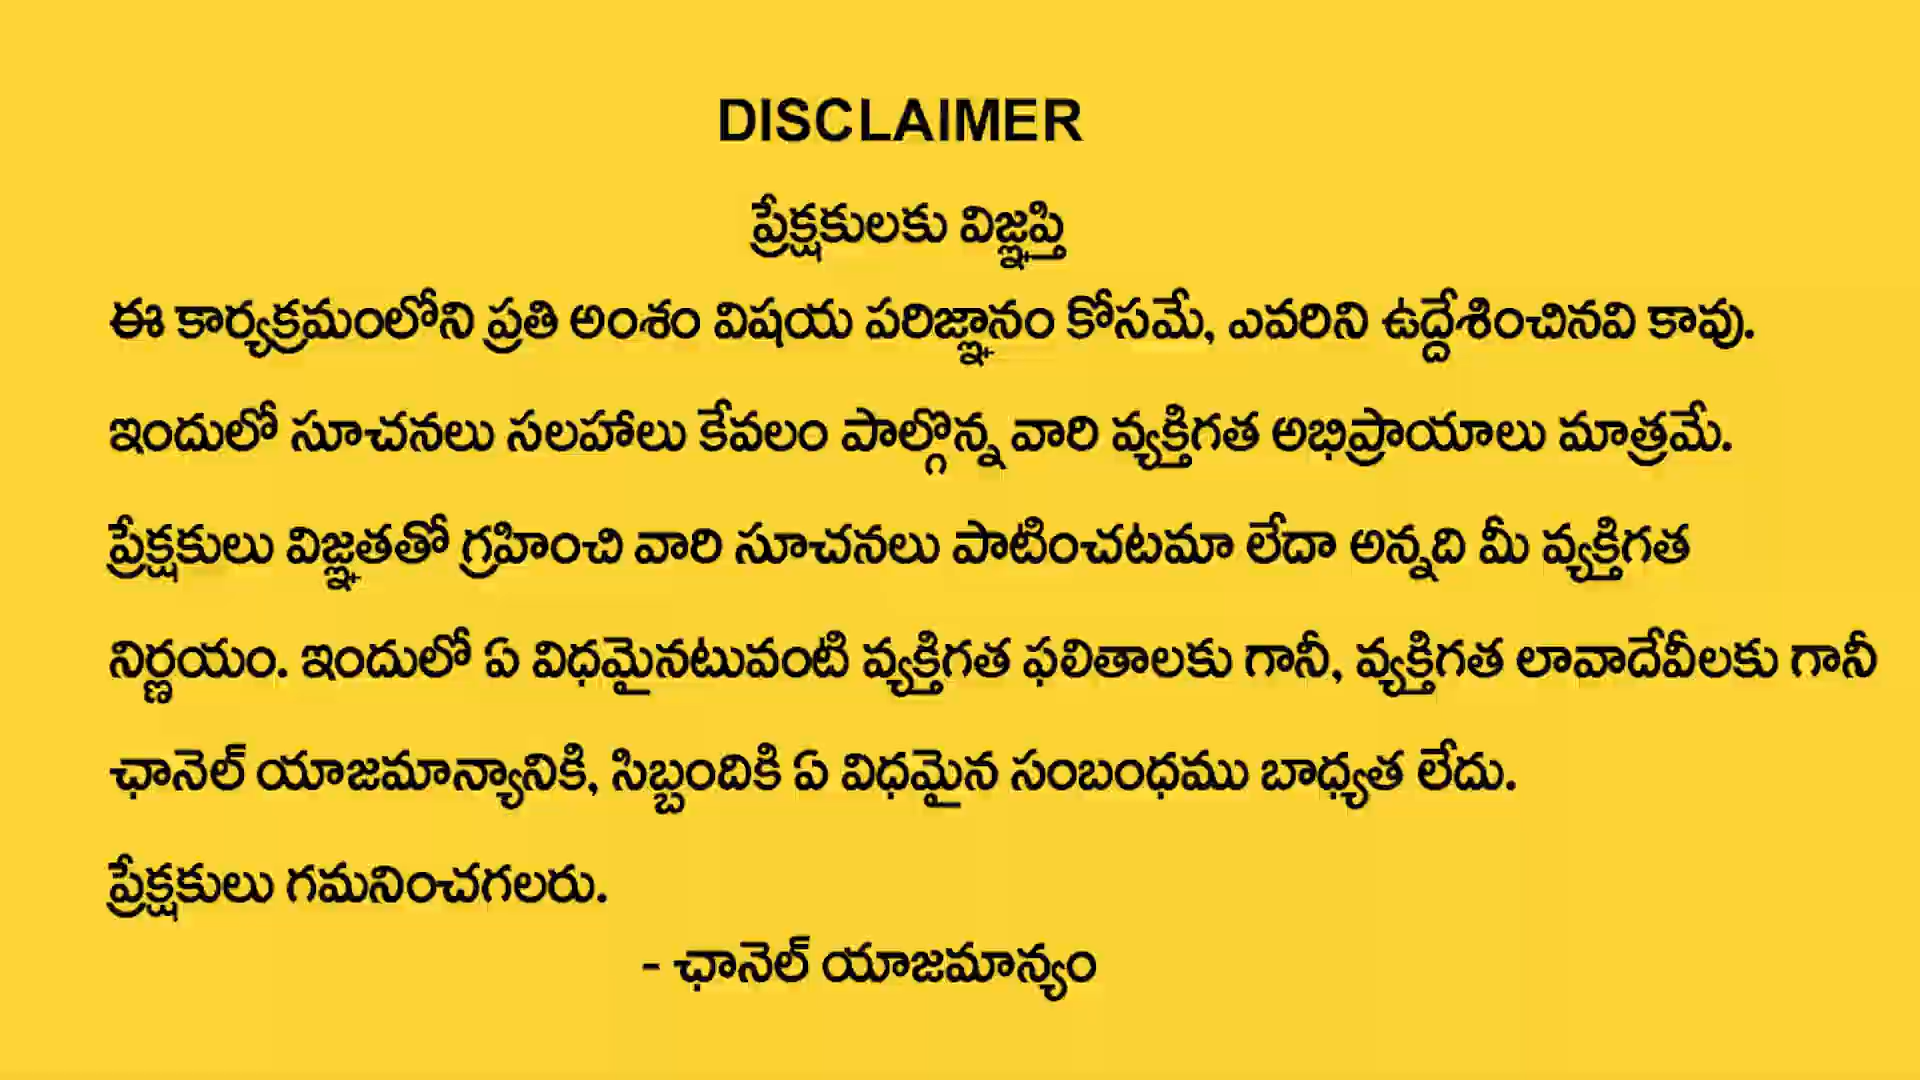 DISCLAIMER
ప్రేక్షకులకు విజ్ఞప్తి
ఈ కార్యక్రమంలోని ప్రతి అంశం విషయ పరిజ్ఞానం కోసమే, ఎవరిని ఉద్దేశించినవి కావు.
ఇందులో సూచనలు సలహాలు కేవలం పాల్గొన్న వారి వ్యక్తిగత అభిప్రాయాలు మాత్రమే.
ప్రేక్షకులు విజ్ఞతతో గ్రహించి వారి సూచనలు పాటించటమా లేదా అన్నది మీ వ్యక్తిగత
నిర్ణయం. ఇందులో ఏ విధమైనటువంటి వ్యక్తిగత ఫలితాలకు గానీ, వ్యక్తిగత లావాదేవీలకు గానీ
ఛానెల్ యాజమాన్యానికి, సిబ్బందికి ఏ విధమైన సంబంధము బాధ్యత లేదు.
ప్రేక్షకులు గమనించగలరు.
- ఛానెల్ యాజమాన్యం